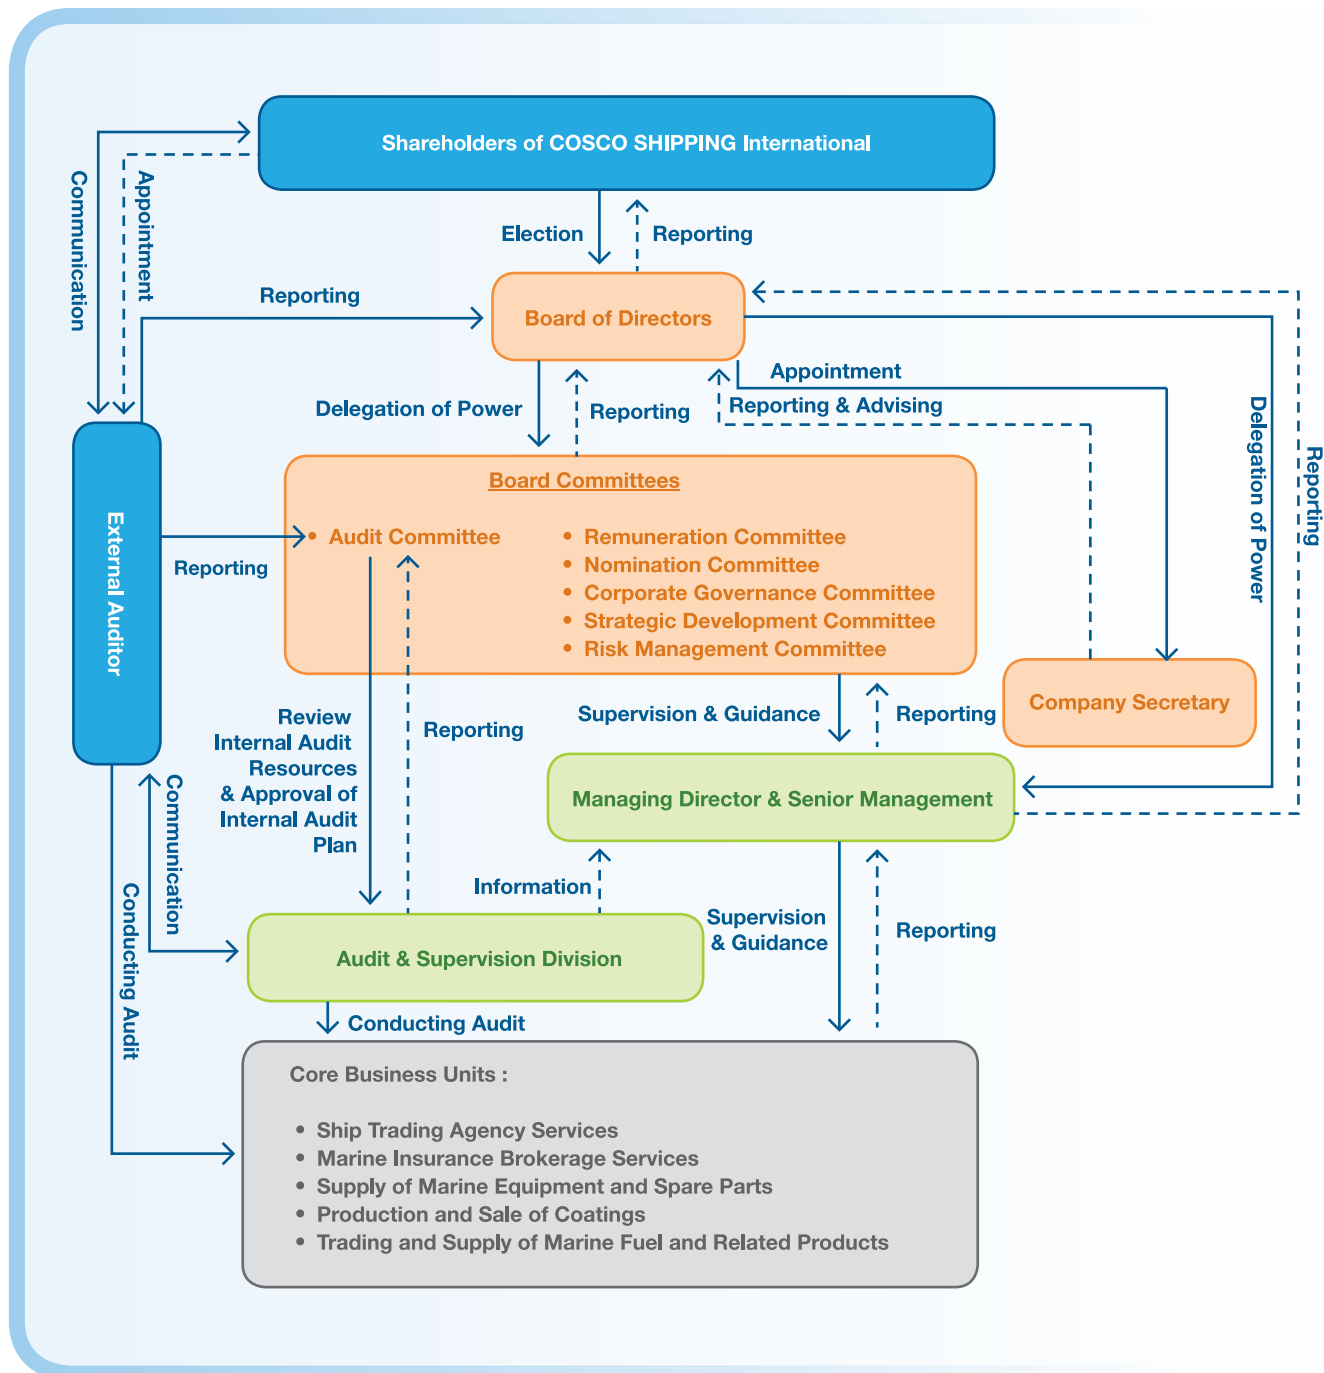 Shareholders of COSCO SHIPPING International
Communication
Appointment
Election
Reporting
Reporting
Board of Directors
Appointment
Delegation of Power
Reporting
Reporting & Advising
Delegation of Power
Reporting
External Auditor
Board Committees
Reporting
• Audit Committee
• Remuneration Committee
• Nomination Committee
• Corporate Governance Committee
• Strategic Development Committee
• Risk Management Committee
Company Secretary
Review
Internal Audit
Resources
& Approval of
Internal Audit
Plan
Reporting
Supervision & Guidance
Reporting
Managing Director & Senior Management
Communication
Conducting Audit
Information
Supervision
& Guidance
Reporting
Audit & Supervision Division
Conducting Audit
Core Business Units :
• Ship Trading Agency Services
• Marine Insurance Brokerage Services
• Supply of Marine Equipment and Spare Parts
• Production and Sale of Coatings
• Trading and Supply of Marine Fuel and Related Products